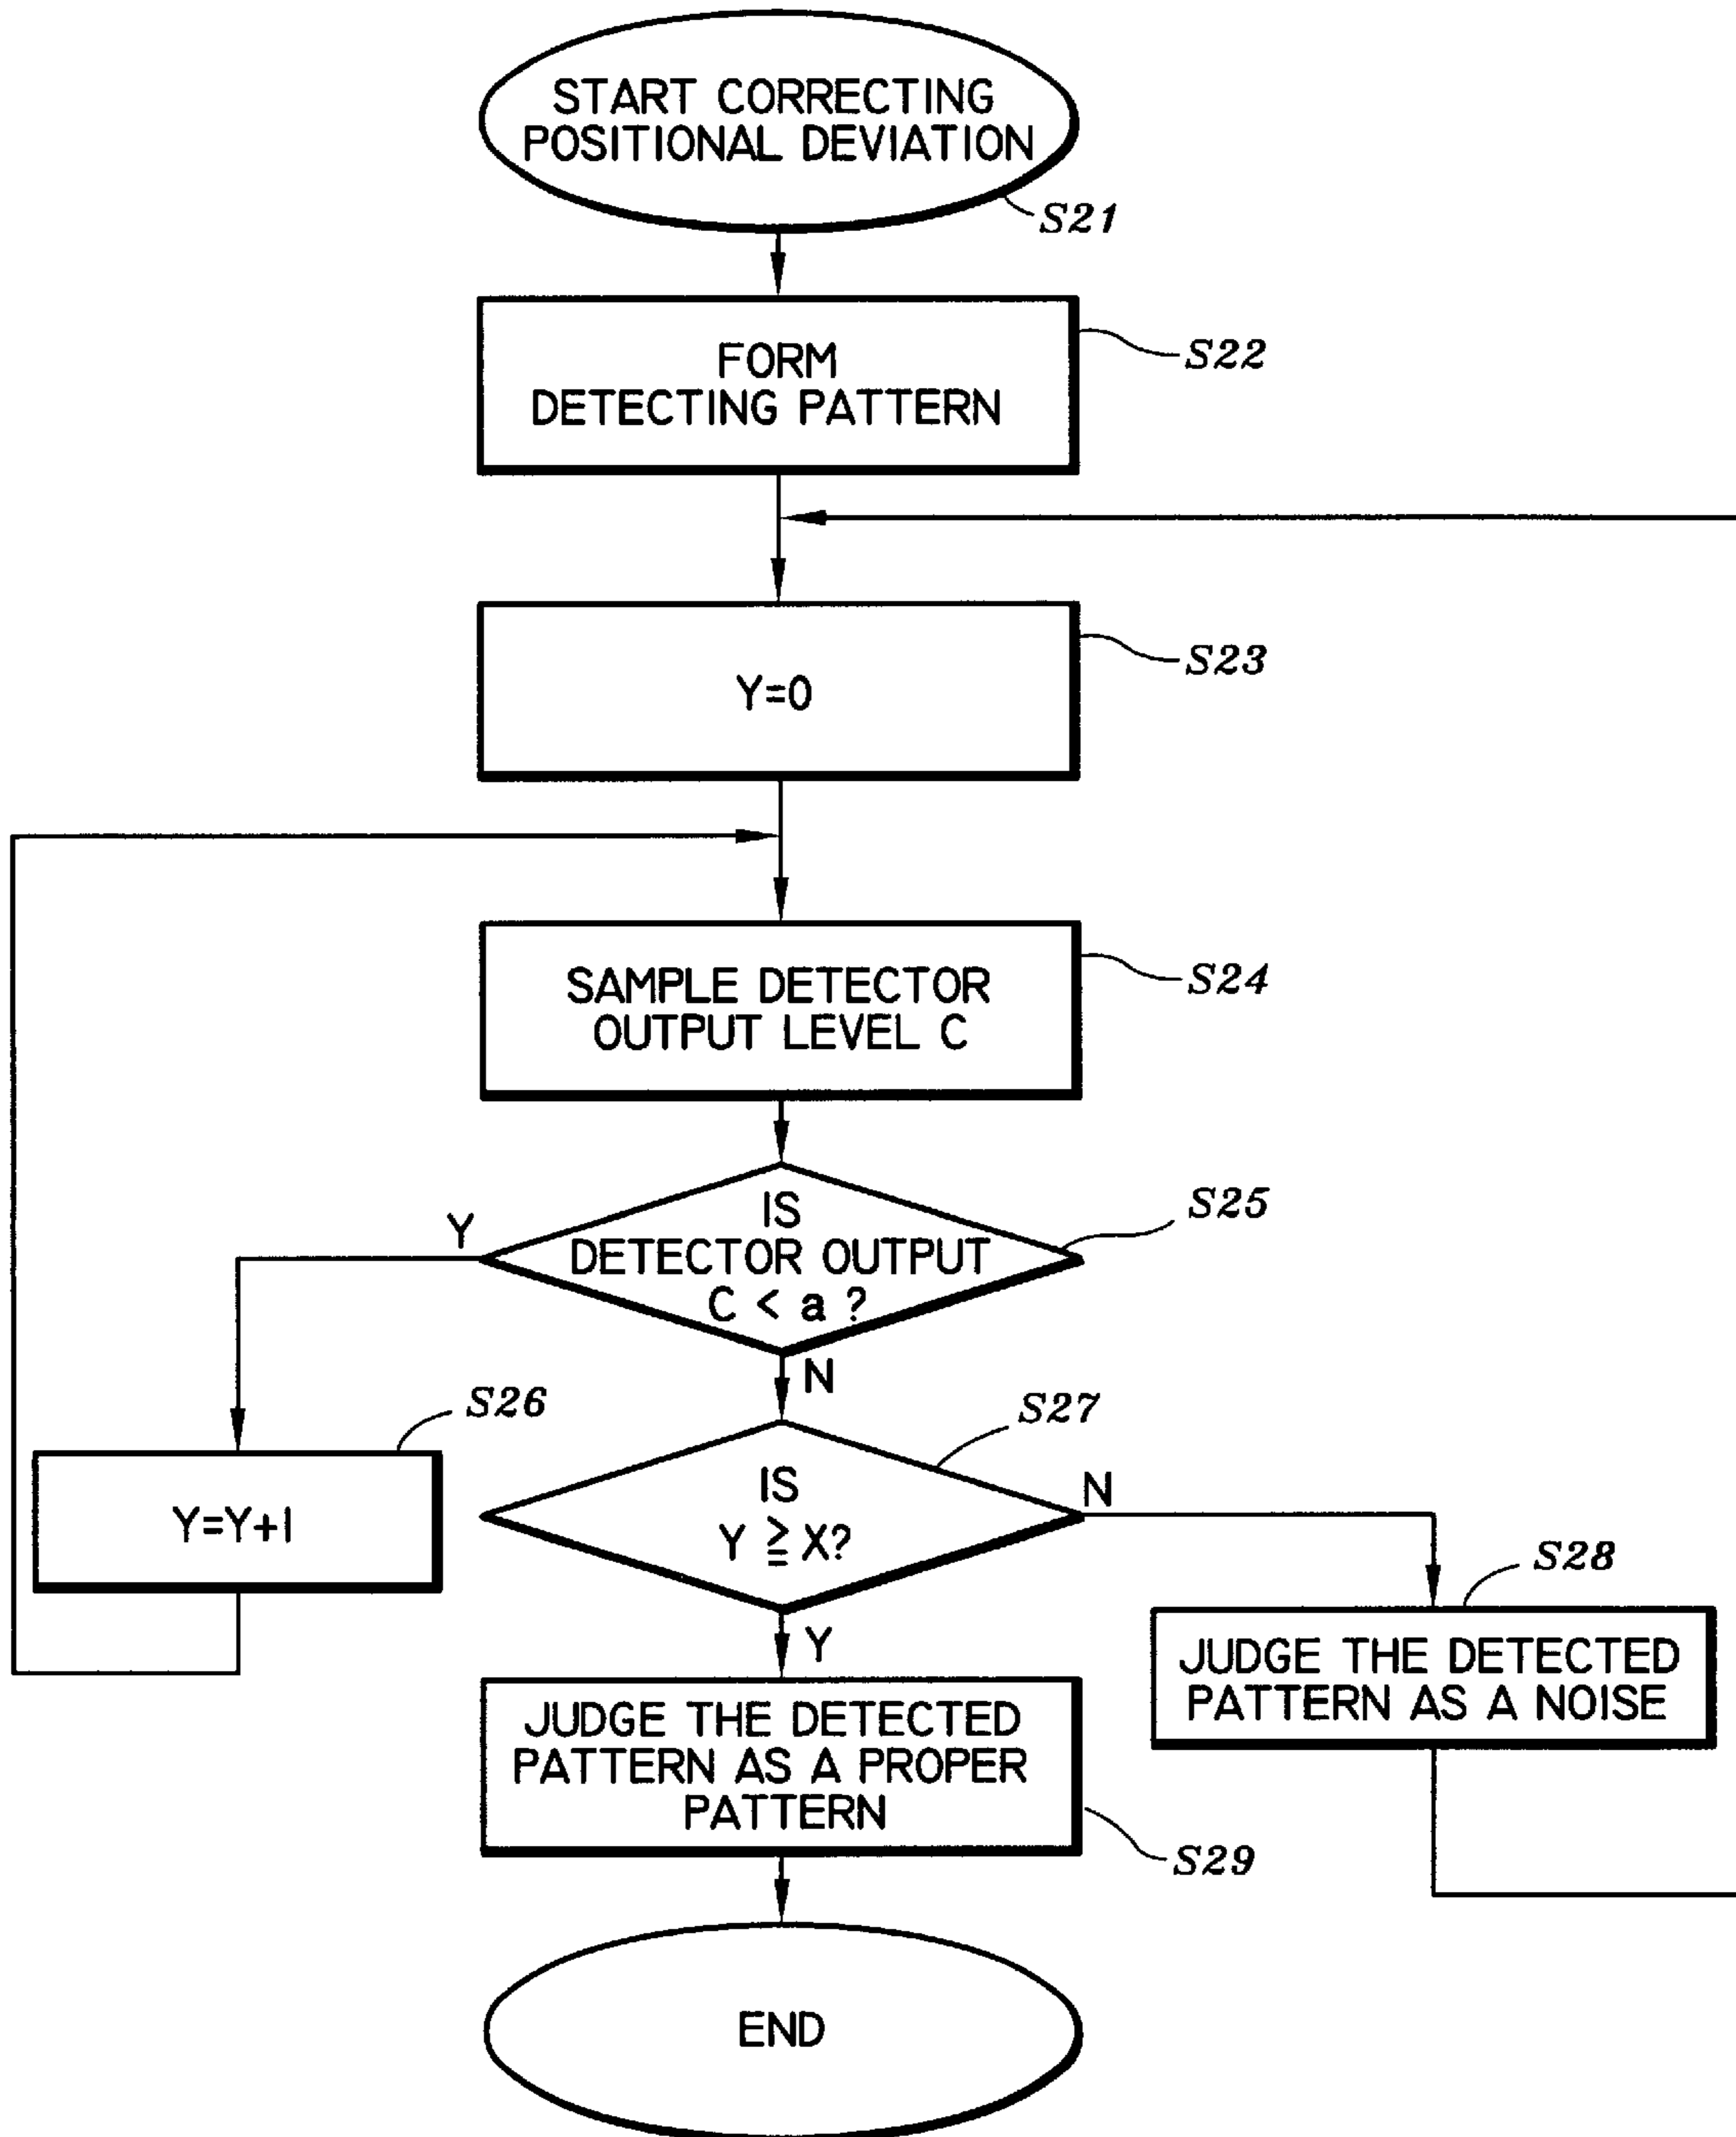 START CORRECTING
POSITIONAL DEVIATION
S21
FORM
DETECTING PATTERN
S22
Y=0
S23
SAMPLE DETECTOR
OUTPUT LEVEL C
S24
IS
DETECTOR OUTPUT
C < a ?
S25
Y
N
S26
Y=Y+1
S27
IS
Y ≧ X?
N
Y
S28
JUDGE THE DETECTED
PATTERN AS A NOISE
JUDGE THE DETECTED
PATTERN AS A PROPER
PATTERN
S29
END